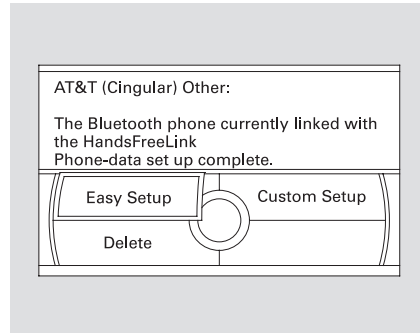 AT&T (Cingular) Other:
The Bluetooth phone currently linked with
the HandsFreeLink
Phone-data set up complete.
Easy Setup
Custom Setup
Delete